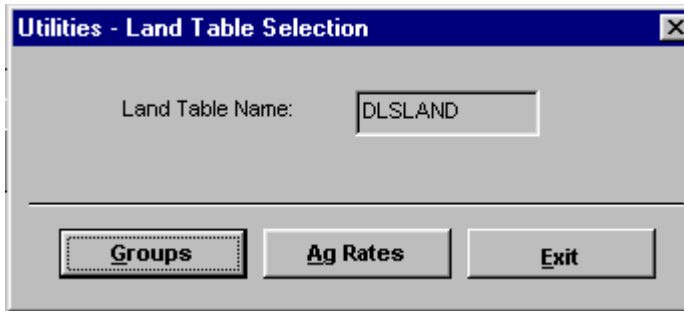 Utilities - Land Table Selection
Land Table Name: DLSLAND
Groups Ag Rates Exit